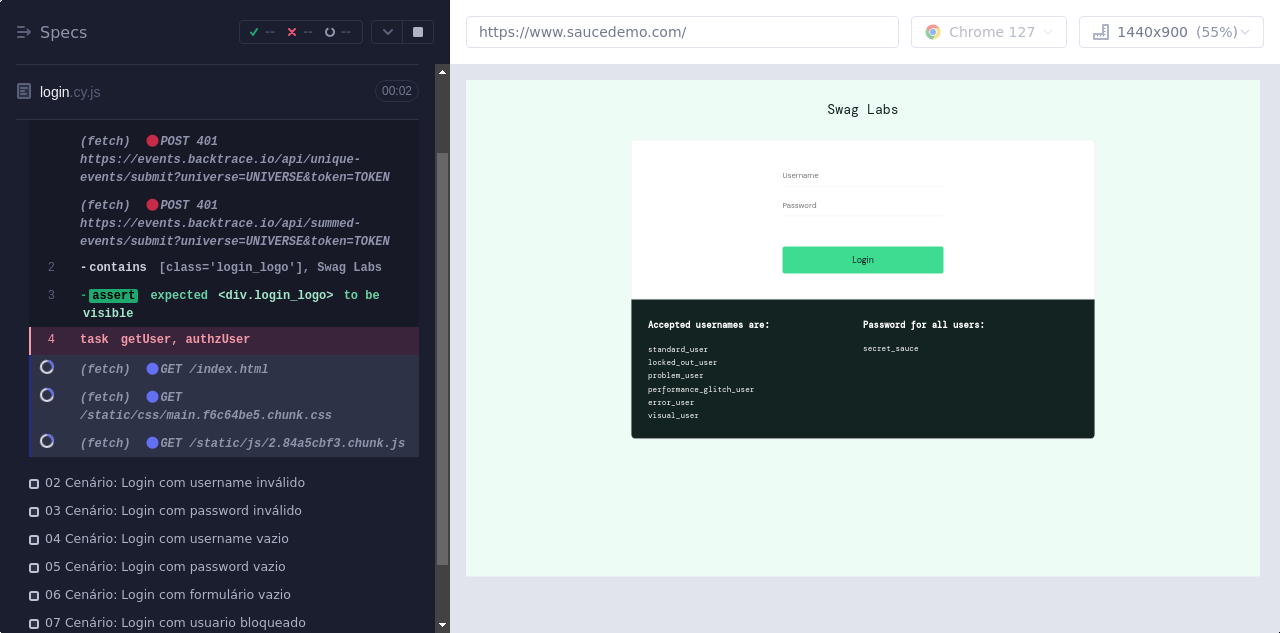 Specs
-- -- --
https://www.saucedemo.com/
Chrome 127
1440x900 (55%)
login.cy.js
00:02
(fetch) POST 401
https://events.backtrace.io/api/unique-
events/submit?universe=UNIVERSE&token=TOKEN
(fetch) POST 401
https://events.backtrace.io/api/summed-
events/submit?universe=UNIVERSE&token=TOKEN
2 -contains [class='login_logo'], Swag Labs
3 -assert expected <div.login_logo> to be
visible
4 task getUser, authzUser
(fetch) GET /index.html
(fetch) GET
/static/css/main.f6c64be5.chunk.css
(fetch) GET /static/js/2.84a5cbf3.chunk.js
02 Cenário: Login com username inválido
03 Cenário: Login com password inválido
04 Cenário: Login com username vazio
05 Cenário: Login com password vazio
06 Cenário: Login com formulário vazio
07 Cenário: Login com usuario bloqueado
Swag Labs
Username
Password
Login
Accepted usernames are:
standard_user
locked_out_user
problem_user
performance_glitch_user
error_user
visual_user
Password for all users:
secret_sauce